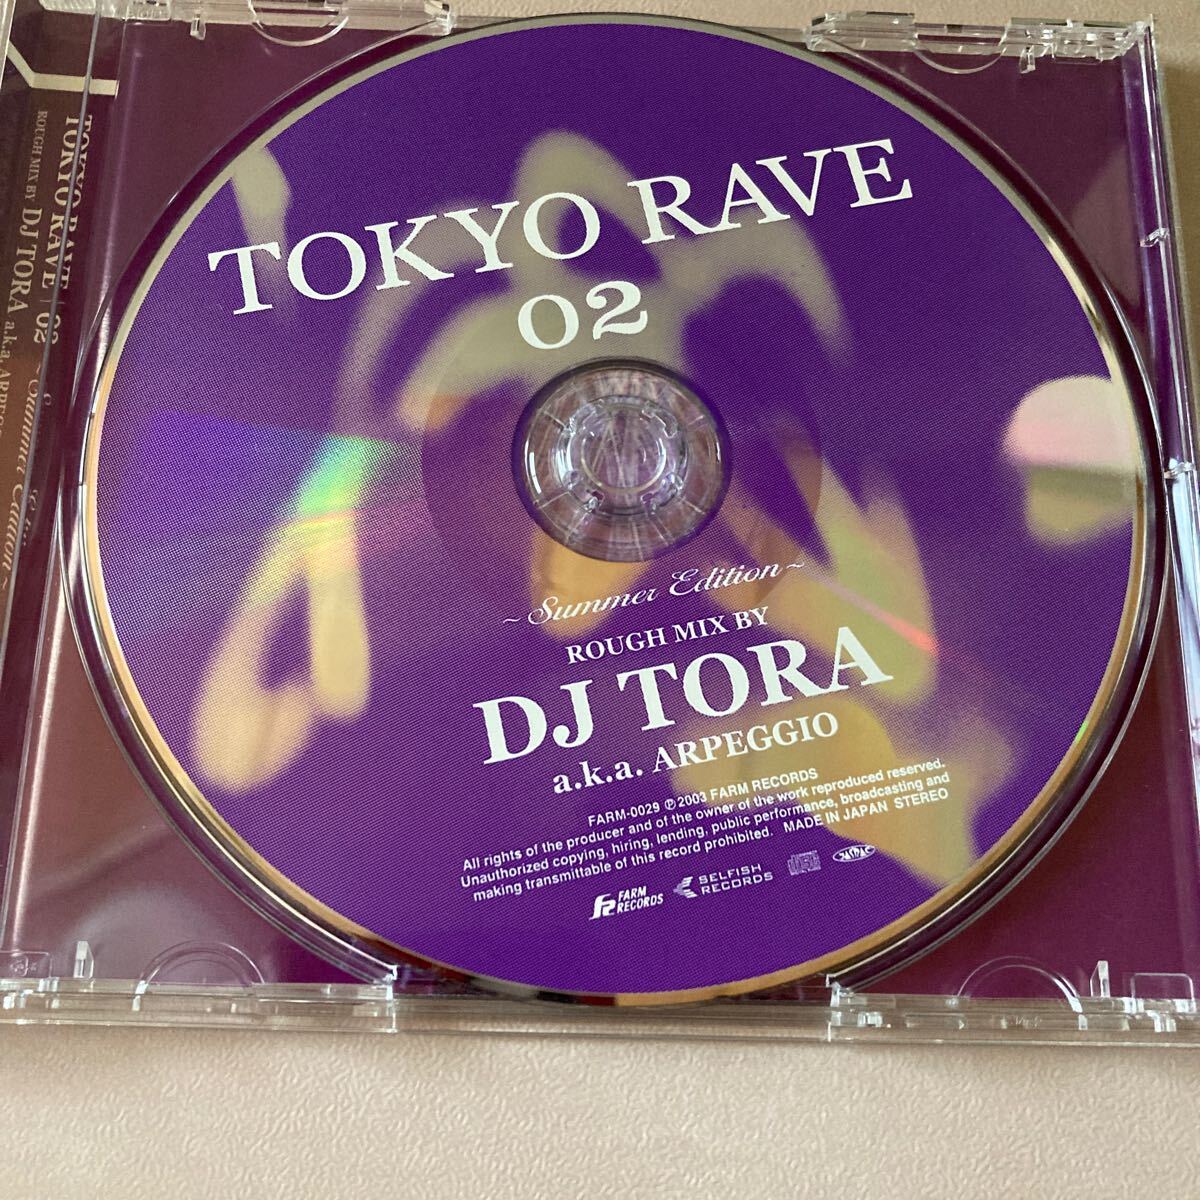 TOKYO RAVE
02
~Summer Edition~
ROUGH MIX BY
DJ TORA
a.k.a. ARPEGGIO
FARM-0029 ℗2003 FARM RECORDS
All rights of the producer and of the owner of the work reproduced reserved.
Unauthorized copying, hiring, lending, public performance, broadcasting and
making transmittable of this record prohibited. MADE IN JAPAN STEREO
FARM
RECORDS
SELFISH
RECORDS
JASRAC
TOKYO RAVE | 02 ~Summer Edition~
ROUGH MIX BY DJ TORA a.k.a.